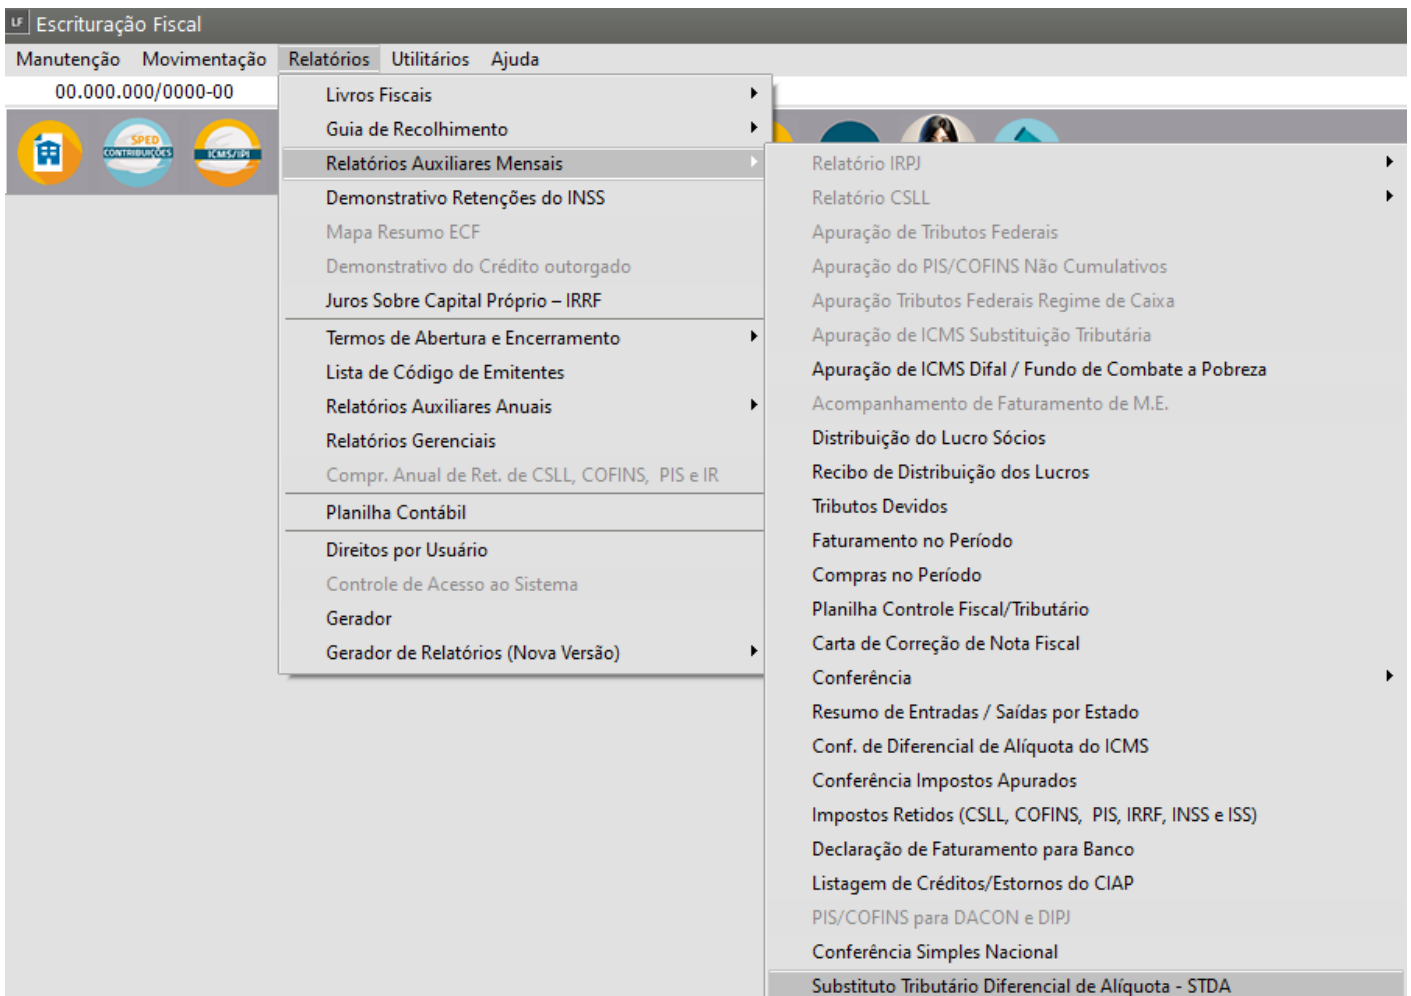 LF Escrituração Fiscal
Manutenção Movimentação Relatórios Utilitários Ajuda
00.000.000/0000-00
SPED
CONTRIBUIÇÕES
ICMS/IPI
Livros Fiscais
Guia de Recolhimento
Relatórios Auxiliares Mensais
Demonstrativo Retenções do INSS
Mapa Resumo ECF
Demonstrativo do Crédito outorgado
Juros Sobre Capital Próprio – IRRF
Termos de Abertura e Encerramento
Lista de Código de Emitentes
Relatórios Auxiliares Anuais
Relatórios Gerenciais
Compr. Anual de Ret. de CSLL, COFINS, PIS e IR
Planilha Contábil
Direitos por Usuário
Controle de Acesso ao Sistema
Gerador
Gerador de Relatórios (Nova Versão)
Relatório IRPJ
Relatório CSLL
Apuração de Tributos Federais
Apuração do PIS/COFINS Não Cumulativos
Apuração Tributos Federais Regime de Caixa
Apuração de ICMS Substituição Tributária
Apuração de ICMS Difal / Fundo de Combate a Pobreza
Acompanhamento de Faturamento de M.E.
Distribuição do Lucro Sócios
Recibo de Distribuição dos Lucros
Tributos Devidos
Faturamento no Período
Compras no Período
Planilha Controle Fiscal/Tributário
Carta de Correção de Nota Fiscal
Conferência
Resumo de Entradas / Saídas por Estado
Conf. de Diferencial de Alíquota do ICMS
Conferência Impostos Apurados
Impostos Retidos (CSLL, COFINS, PIS, IRRF, INSS e ISS)
Declaração de Faturamento para Banco
Listagem de Créditos/Estornos do CIAP
PIS/COFINS para DACON e DIPJ
Conferência Simples Nacional
Substituto Tributário Diferencial de Alíquota - STDA